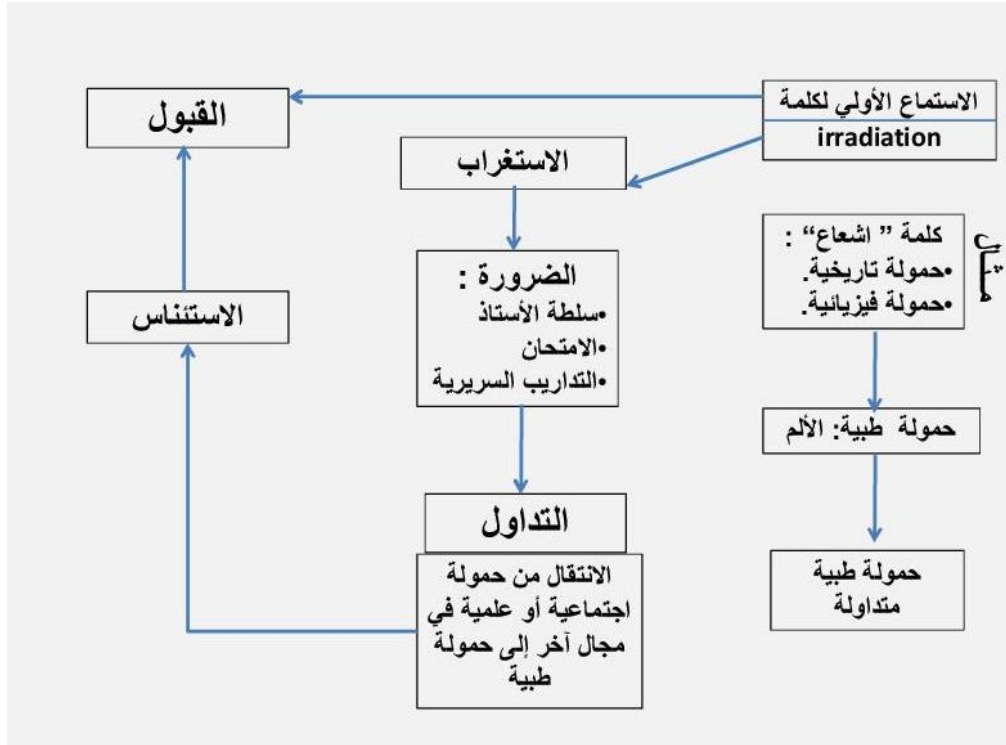 الاستماع الأولي لكلمة
irradiation
القبول
الاستغراب
كلمة ” اشعاع“ :
•حمولة تاريخية.
•حمولة فيزيائية.
مثال
الضرورة :
•سلطة الأستاذ
•الامتحان
•التداريب السريرية
الاستئناس
حمولة طبية: الألم
التداول
الانتقال من حمولة
اجتماعية أو علمية في
مجال آخر إلى حمولة
طبية
حمولة طبية
متداولة